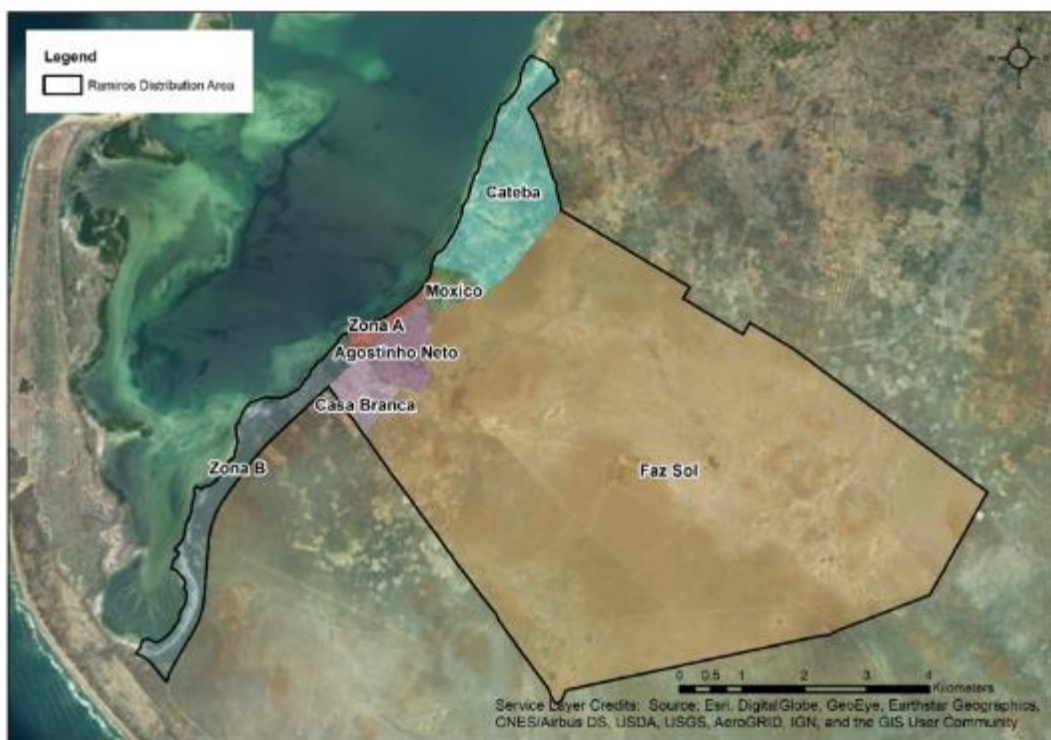 Legend
Ramiros Distribution Area
Cateba
Moxico
Zona A
Agostinho Neto
Casa Branca
Zona B
Faz Sol
0 0.5 1 2 3 4
Kilometers
Service Layer Credits: Source: Esri, DigitalGlobe, GeoEye, Earthstar Geographics,
CNES/Airbus DS, USDA, USGS, AeroGRID, IGN, and the GIS User Community